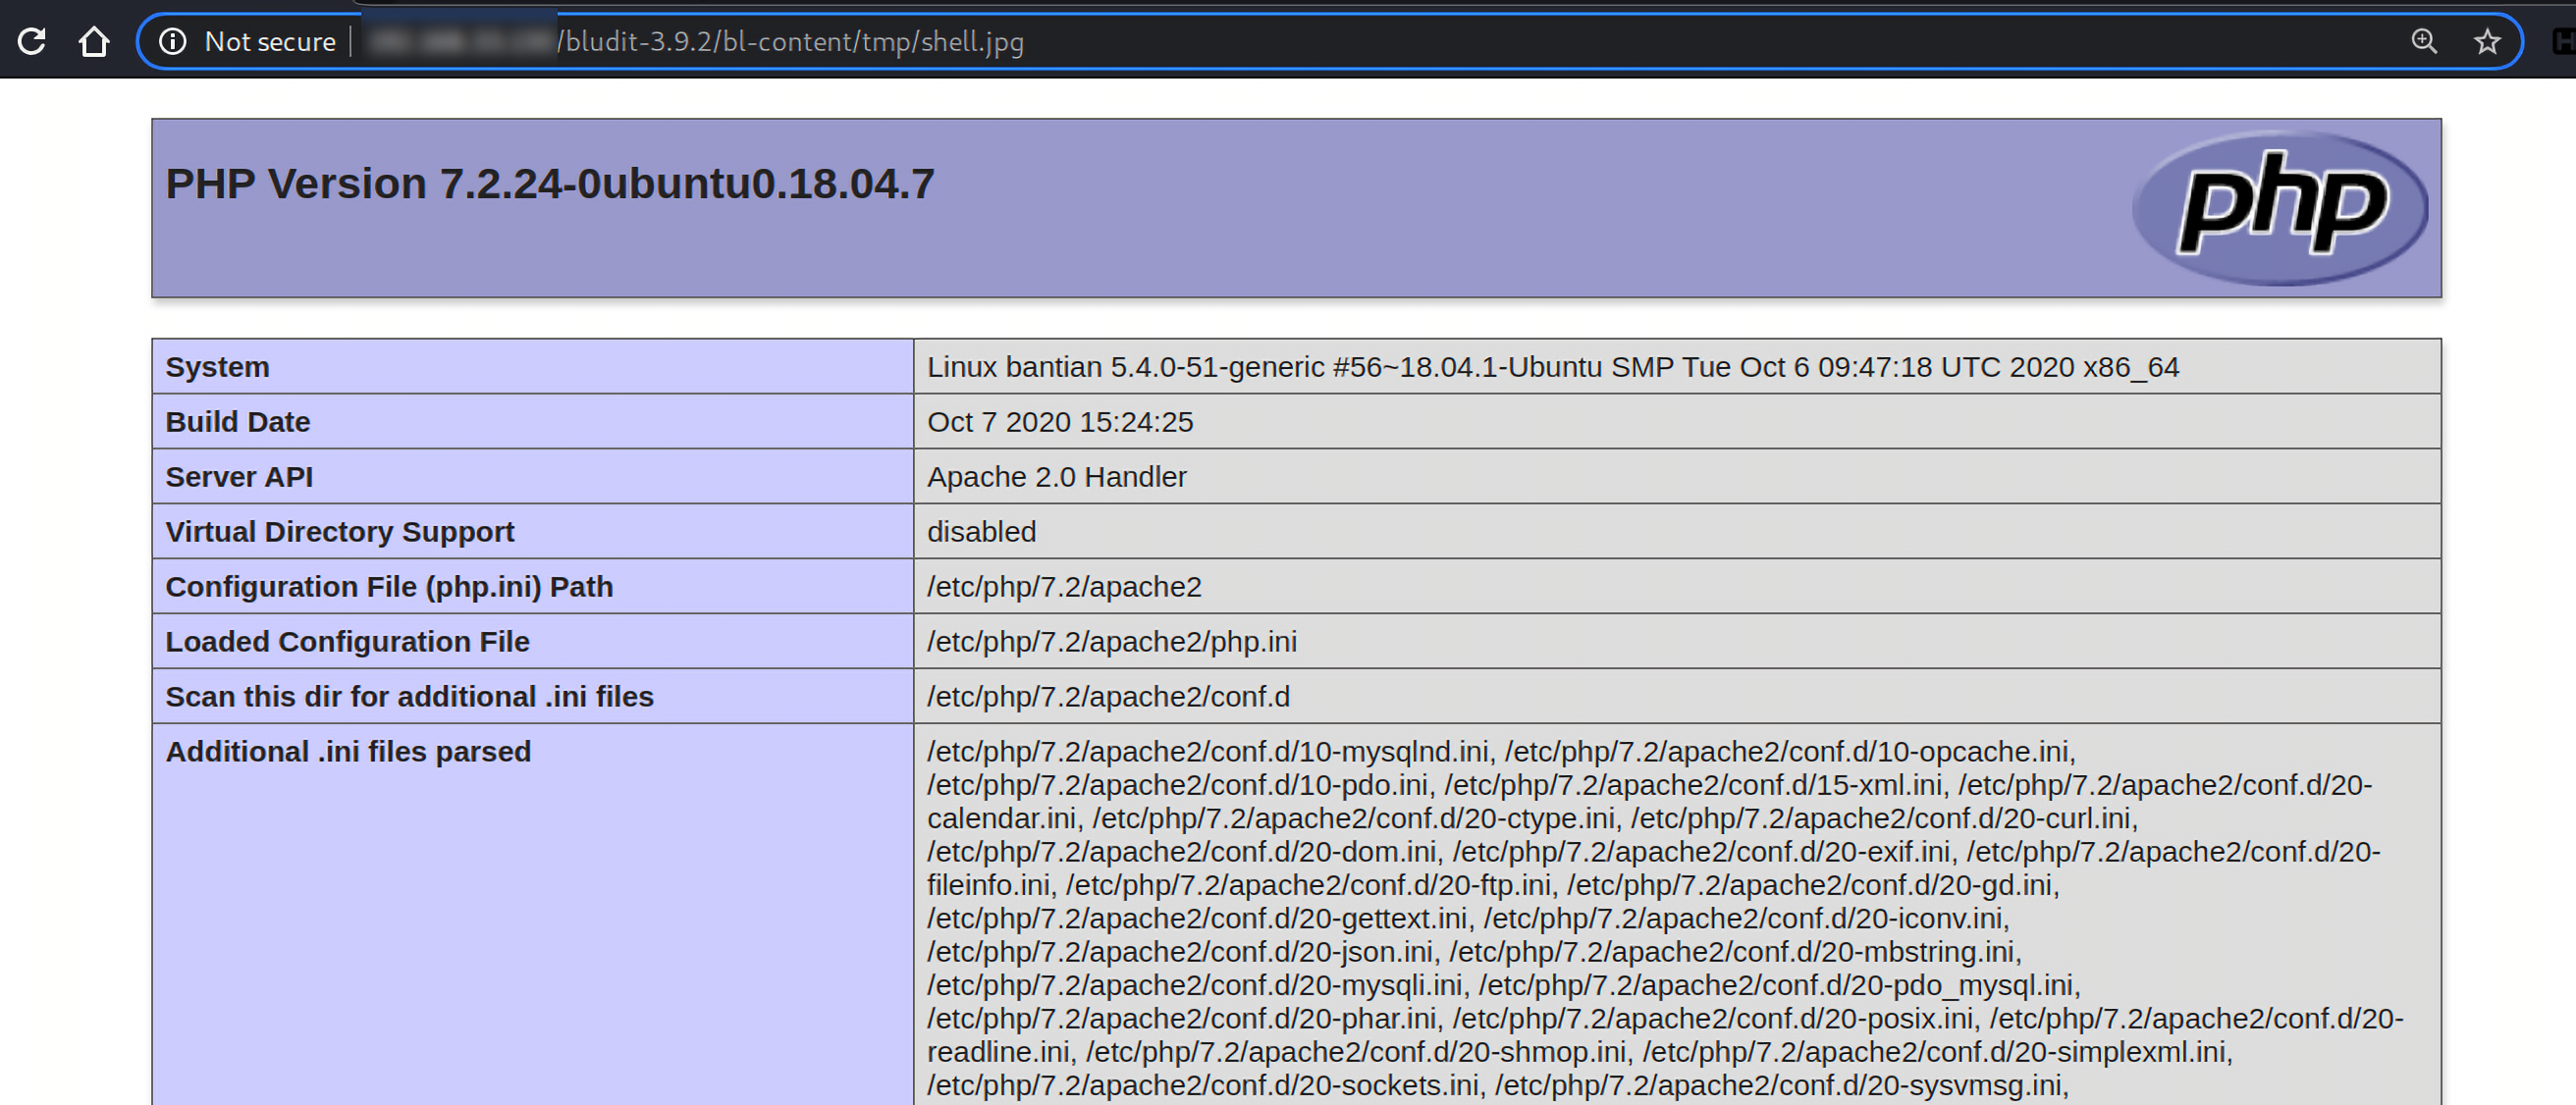 Not secure /bludit-3.9.2/bl-content/tmp/shell.jpg
PHP Version 7.2.24-0ubuntu0.18.04.7
php
System Linux bantian 5.4.0-51-generic #56~18.04.1-Ubuntu SMP Tue Oct 6 09:47:18 UTC 2020 x86_64
Build Date Oct 7 2020 15:24:25
Server API Apache 2.0 Handler
Virtual Directory Support disabled
Configuration File (php.ini) Path /etc/php/7.2/apache2
Loaded Configuration File /etc/php/7.2/apache2/php.ini
Scan this dir for additional .ini files /etc/php/7.2/apache2/conf.d
Additional .ini files parsed /etc/php/7.2/apache2/conf.d/10-mysqlnd.ini, /etc/php/7.2/apache2/conf.d/10-opcache.ini,
/etc/php/7.2/apache2/conf.d/10-pdo.ini, /etc/php/7.2/apache2/conf.d/15-xml.ini, /etc/php/7.2/apache2/conf.d/20-
calendar.ini, /etc/php/7.2/apache2/conf.d/20-ctype.ini, /etc/php/7.2/apache2/conf.d/20-curl.ini,
/etc/php/7.2/apache2/conf.d/20-dom.ini, /etc/php/7.2/apache2/conf.d/20-exif.ini, /etc/php/7.2/apache2/conf.d/20-
fileinfo.ini, /etc/php/7.2/apache2/conf.d/20-ftp.ini, /etc/php/7.2/apache2/conf.d/20-gd.ini,
/etc/php/7.2/apache2/conf.d/20-gettext.ini, /etc/php/7.2/apache2/conf.d/20-iconv.ini,
/etc/php/7.2/apache2/conf.d/20-json.ini, /etc/php/7.2/apache2/conf.d/20-mbstring.ini,
/etc/php/7.2/apache2/conf.d/20-mysqli.ini, /etc/php/7.2/apache2/conf.d/20-pdo_mysql.ini,
/etc/php/7.2/apache2/conf.d/20-phar.ini, /etc/php/7.2/apache2/conf.d/20-posix.ini, /etc/php/7.2/apache2/conf.d/20-
readline.ini, /etc/php/7.2/apache2/conf.d/20-shmop.ini, /etc/php/7.2/apache2/conf.d/20-simplexml.ini,
/etc/php/7.2/apache2/conf.d/20-sockets.ini, /etc/php/7.2/apache2/conf.d/20-sysvmsg.ini,